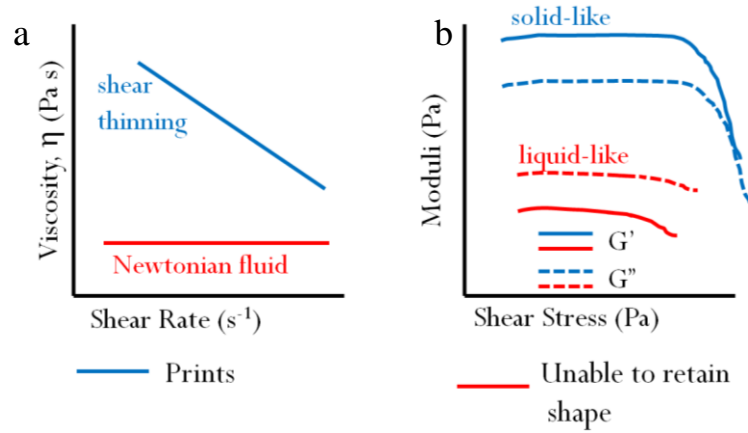 a
Viscosity, η (Pa s)
shear
thinning
Newtonian fluid
Shear Rate (s⁻¹)
Prints
b
Moduli (Pa)
solid-like
liquid-like
G’
G”
Shear Stress (Pa)
Unable to retain
shape